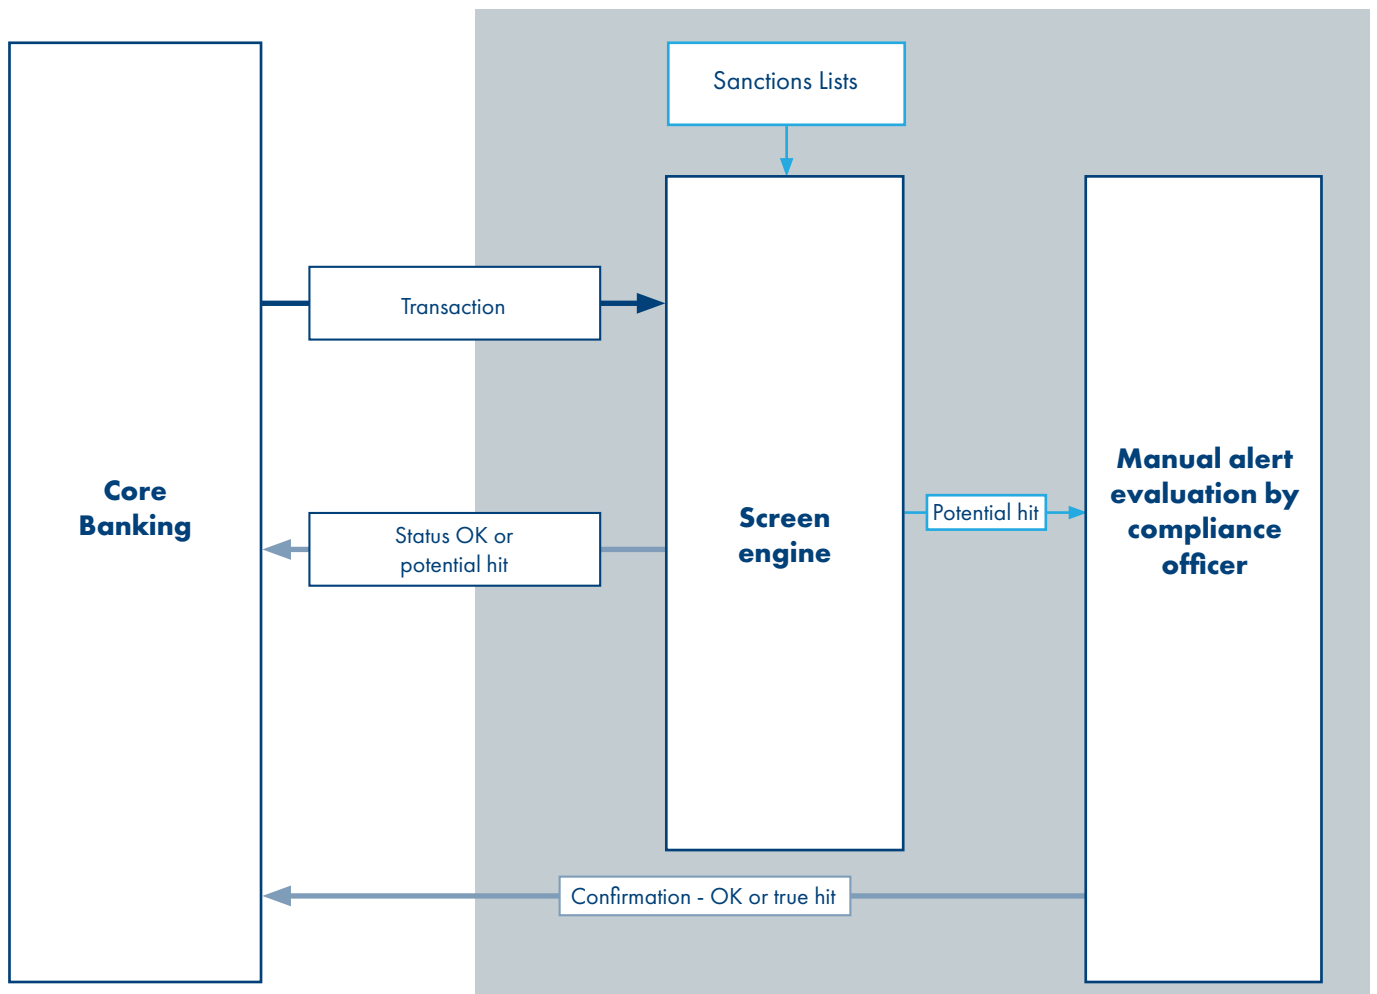 Sanctions Lists
Transaction
Core
Banking
Status OK or
potential hit
Screen
engine
Potential hit
Manual alert
evaluation by
compliance
officer
Confirmation - OK or true hit